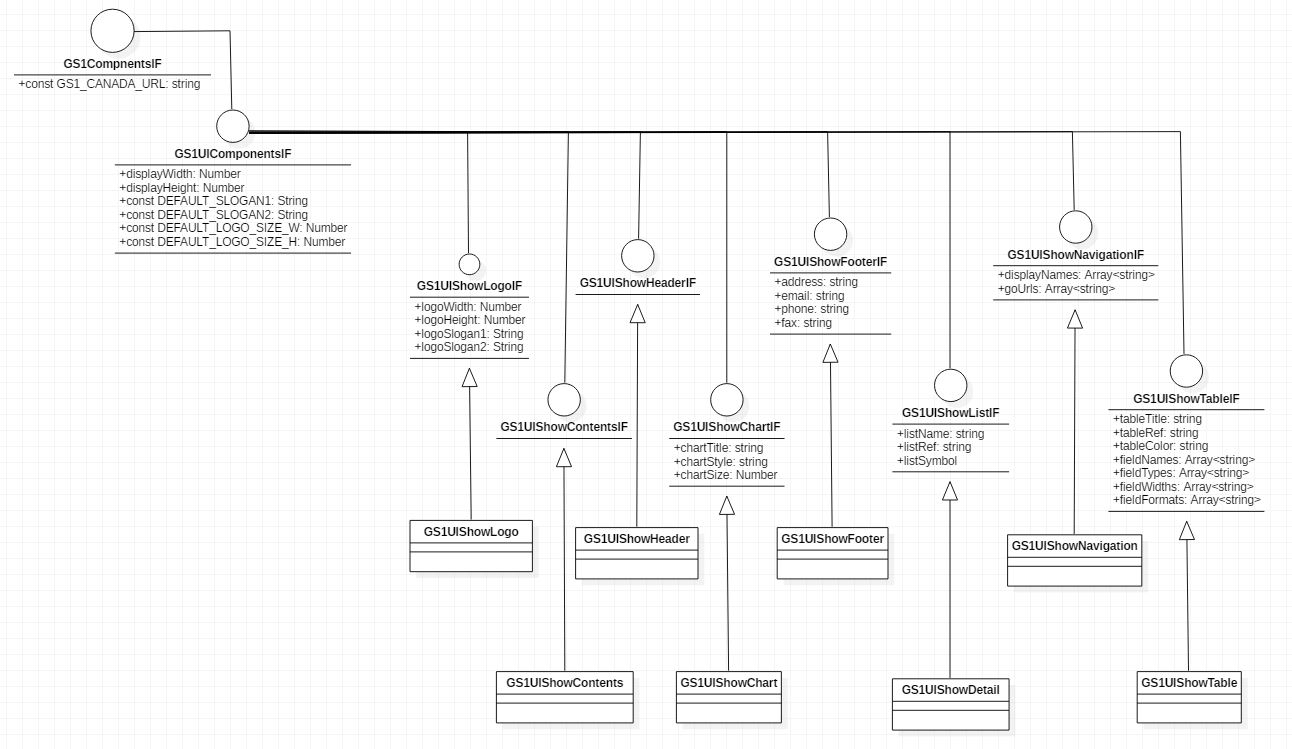 GS1CompnentsIF
+const GS1_CANADA_URL: string
GS1UIComponentsIF
+displayWidth: Number
+displayHeight: Number
+const DEFAULT_SLOGAN1: String
+const DEFAULT_SLOGAN2: String
+const DEFAULT_LOGO_SIZE_W: Number
+const DEFAULT_LOGO_SIZE_H: Number
GS1UIShowLogoIF
+logoWidth: Number
+logoHeight: Number
+logoSlogan1: String
+logoSlogan2: String
GS1UIShowContentsIF
GS1UIShowHeaderIF
GS1UIShowChartIF
+chartTitle: string
+chartStyle: string
+chartSize: Number
GS1UIShowFooterIF
+address: string
+email: string
+phone: string
+fax: string
GS1UIShowListIF
+listName: string
+listRef: string
+listSymbol
GS1UIShowNavigationIF
+displayNames: Array<string>
+goUrls: Array<string>
GS1UIShowTableIF
+tableTitle: string
+tableRef: string
+tableColor: string
+fieldNames: Array<string>
+fieldTypes: Array<string>
+fieldWidths: Array<string>
+fieldFormats: Array<string>
GS1UIShowLogo
GS1UIShowHeader
GS1UIShowFooter
GS1UIShowNavigation
GS1UIShowContents
GS1UIShowChart
GS1UIShowDetail
GS1UIShowTable